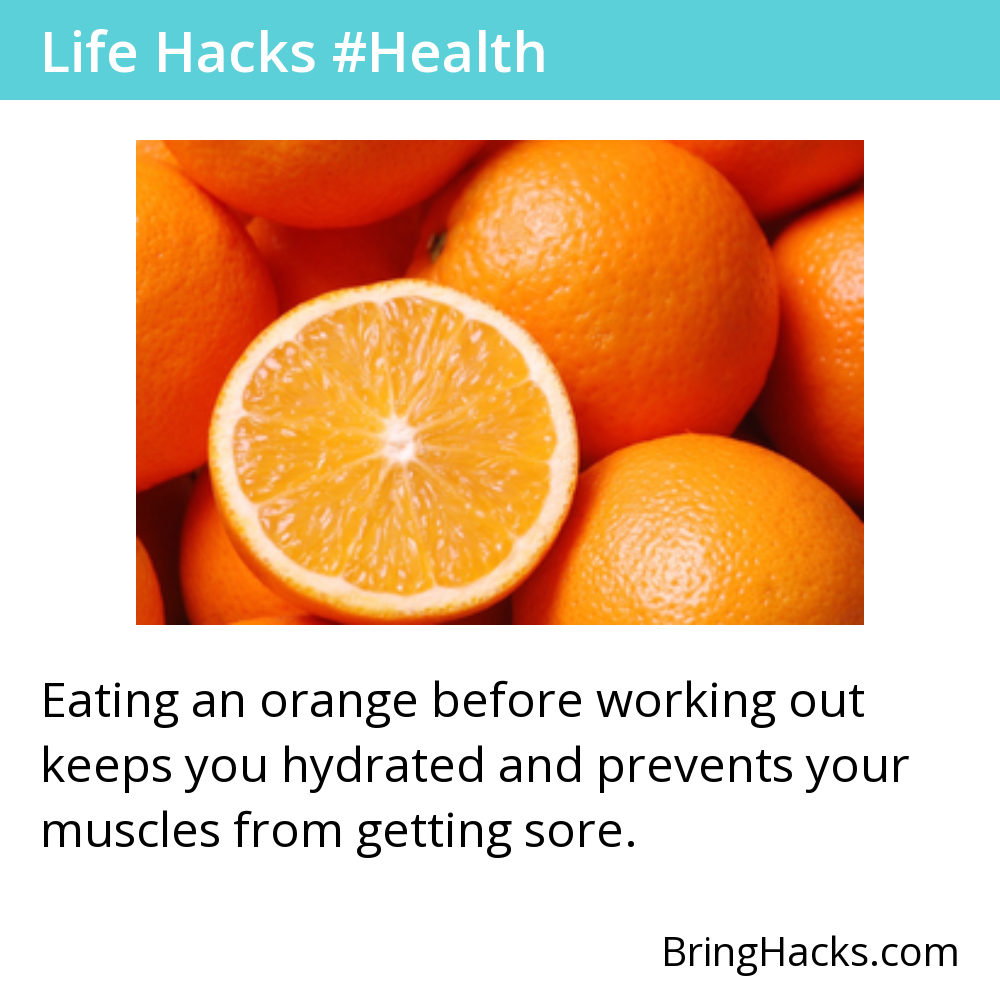 Life Hacks #Health
Eating an orange before working out
keeps you hydrated and prevents your
muscles from getting sore.
BringHacks.com